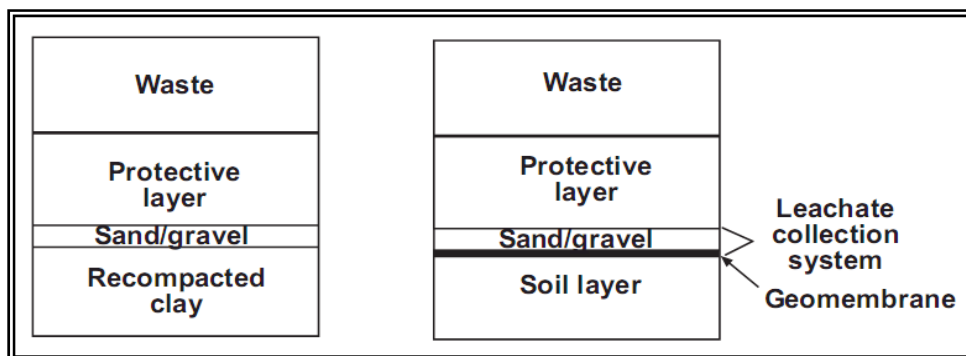 Waste
Protective
layer
Sand/gravel
Recompacted
clay
Waste
Protective
layer
Sand/gravel
Soil layer
Leachate
collection
system
Geomembrane